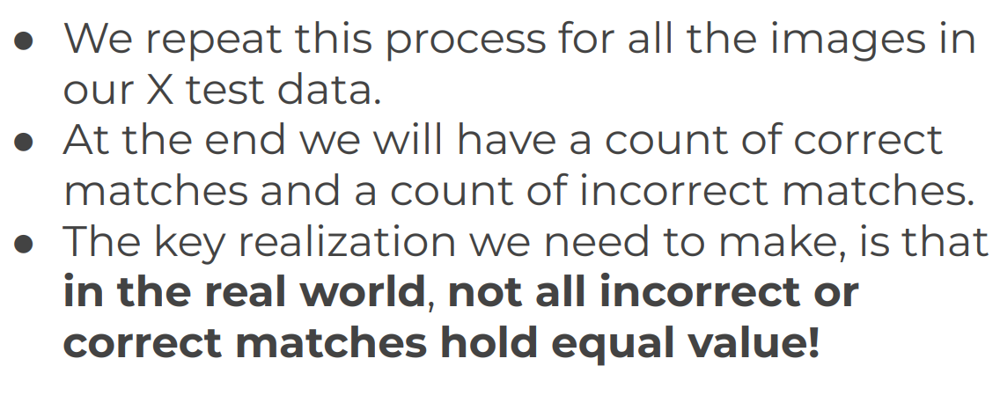 ● We repeat this process for all the images in
our X test data.
● At the end we will have a count of correct
matches and a count of incorrect matches.
● The key realization we need to make, is that
in the real world, not all incorrect or
correct matches hold equal value!